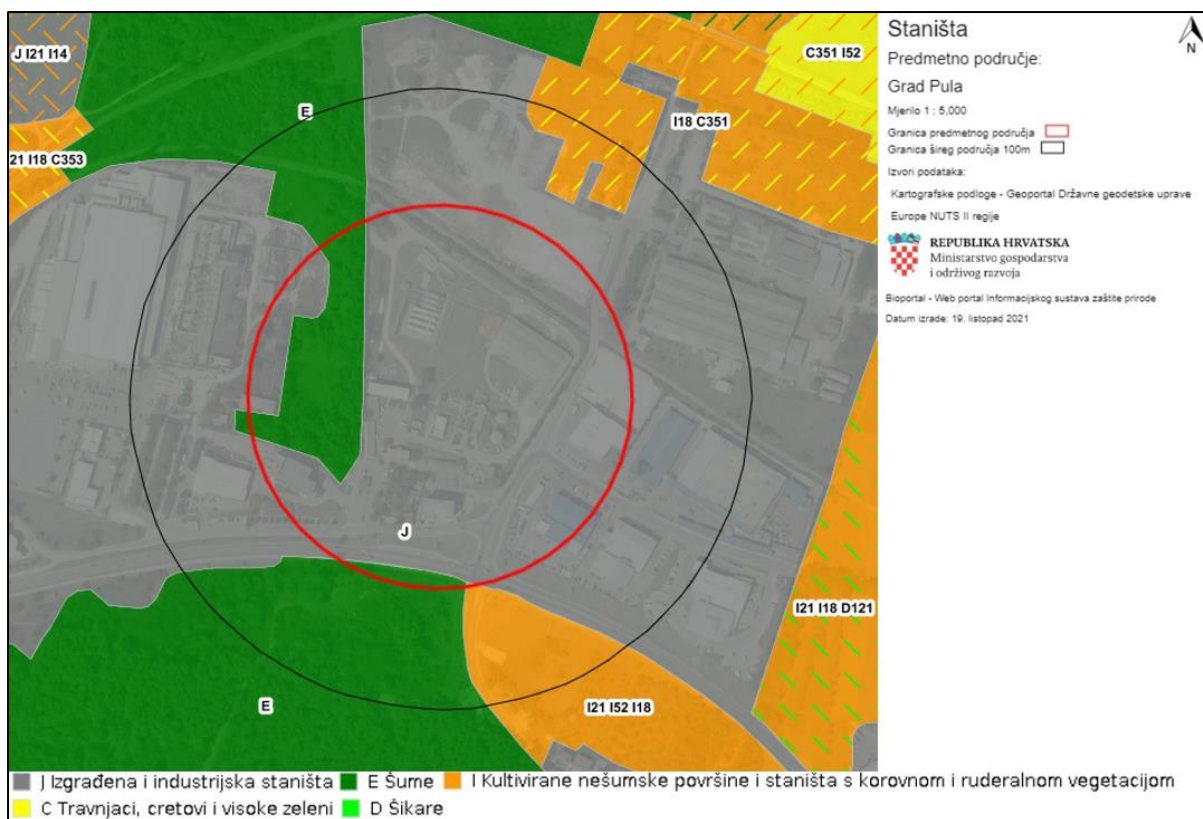 J I21 I14
E
21 I18 C353
C351 I52
I18 C351
J
I21 I18 D121
E
I21 I52 I18
Staništa
N
Predmetno područje:
Grad Pula
Mjerilo 1 : 5,000
Granica predmetnog područja
Granica šireg područja 100m
Izvori podataka:
Kartografske podloge - Geoportal Državne geodetske uprave
Europe NUTS II regije
REPUBLIKA HRVATSKA
Ministarstvo gospodarstva
i održivog razvoja
Bioportal - Web portal Informacijskog sustava zaštite prirode
Datum izrade: 19. listopad 2021
J Izgrađena i industrijska staništa E Šume I Kultivirane nešumske površine i staništa s korovnom i ruderalnom vegetacijom
C Travnjaci, cretovi i visoke zeleni D Šikare